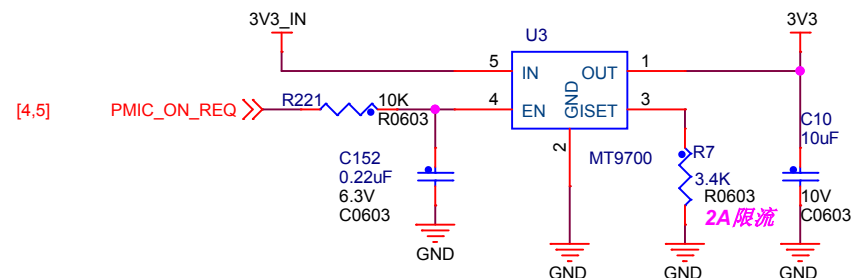 3V3_IN
3V3
U3
5
IN
OUT
1
[4,5]
PMIC_ON_REQ
R221
10K
R0603
4
EN
GND
ISET
3
2
MT9700
C152
0.22uF
6.3V
C0603
R7
3.4K
R0603
2A限流
C10
10uF
10V
C0603
GND
GND
GND
GND